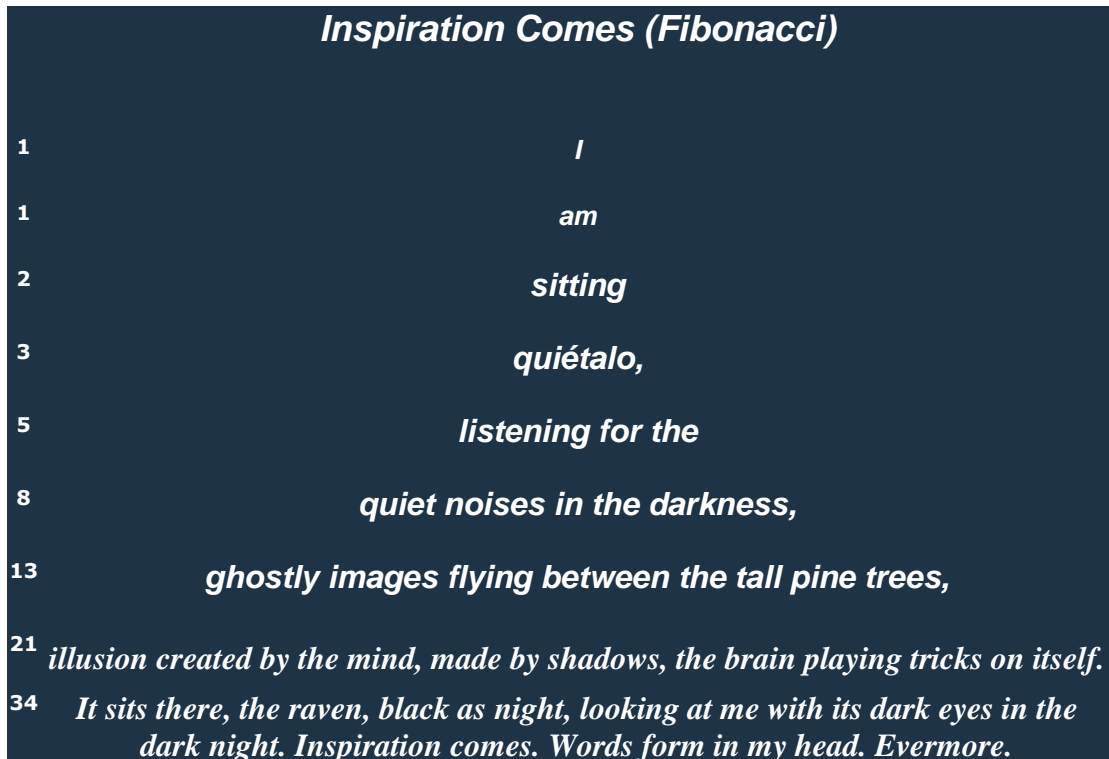 Inspiration Comes (Fibonacci)
1 I
1 am
2 sitting
3 quiétalo,
5 listening for the
8 quiet noises in the darkness,
13 ghostly images flying between the tall pine trees,
21 illusion created by the mind, made by shadows, the brain playing tricks on itself.
34 It sits there, the raven, black as night, looking at me with its dark eyes in the
dark night. Inspiration comes. Words form in my head. Evermore.